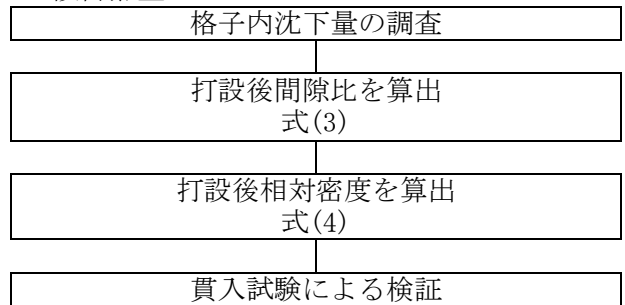 格子内沈下量の調査
打設後間隙比を算出
式(3)
打設後相対密度を算出
式(4)
貫入試験による検証